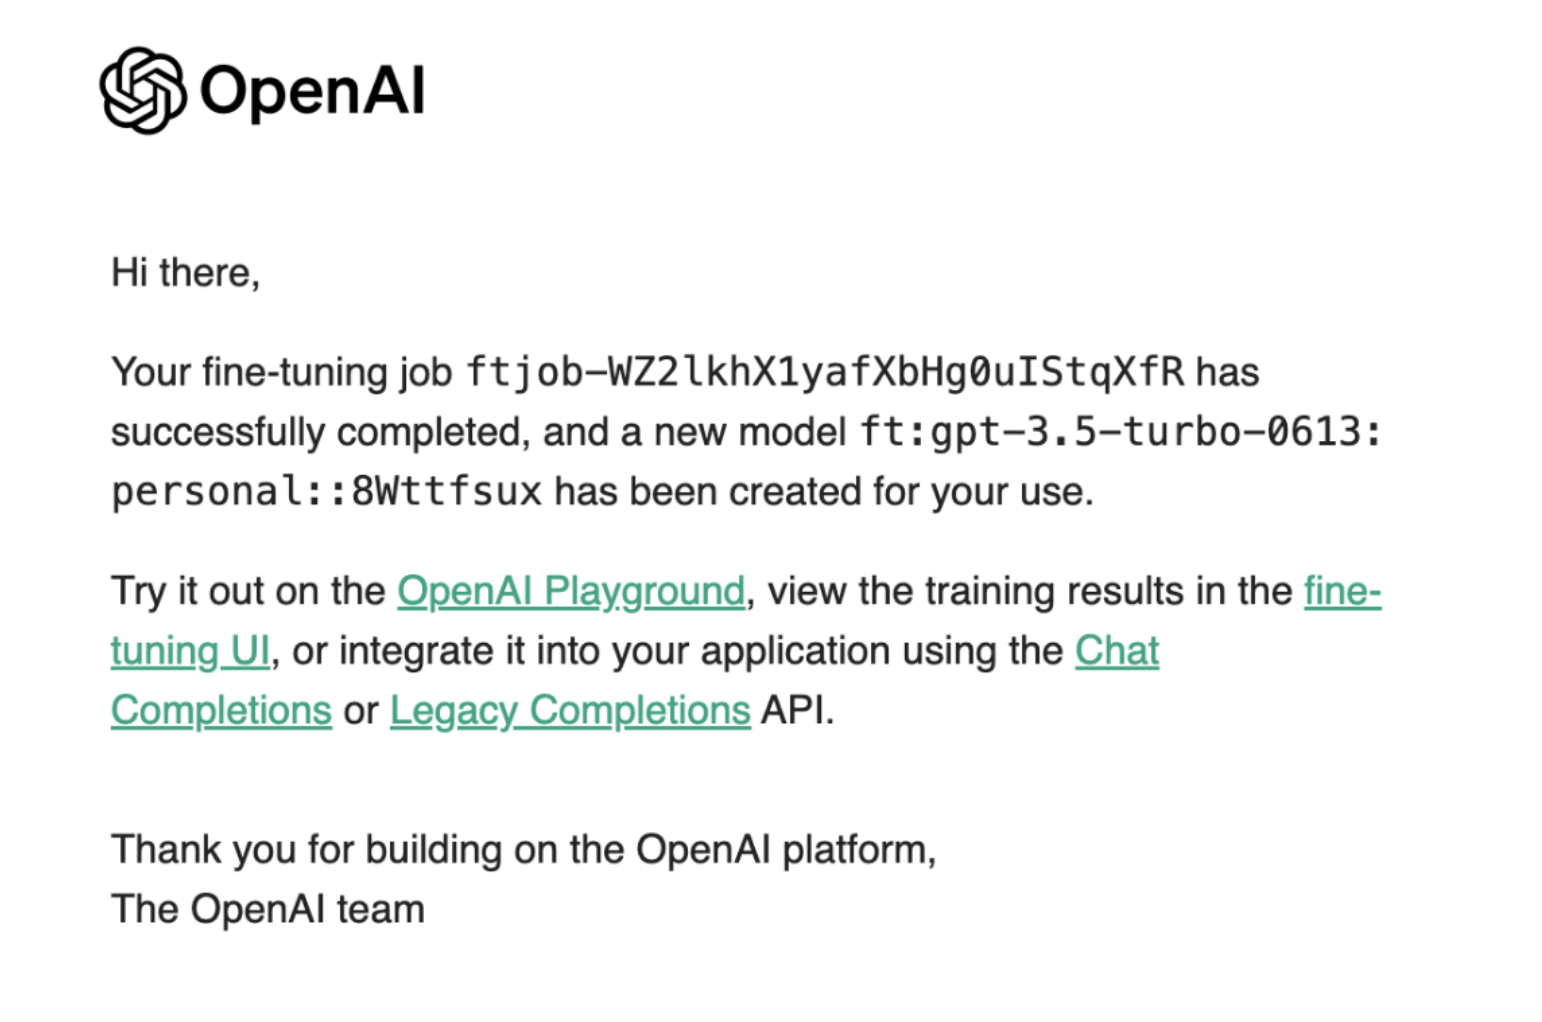 OpenAI
Hi there,
Your fine-tuning job ftjob-WZ2lkhX1yafXbHg0uIStqXfR has
successfully completed, and a new model ft:gpt-3.5-turbo-0613:
personal::8Wttfsux has been created for your use.
Try it out on the OpenAI Playground, view the training results in the fine-
tuning UI, or integrate it into your application using the Chat
Completions or Legacy Completions API.
Thank you for building on the OpenAI platform,
The OpenAI team